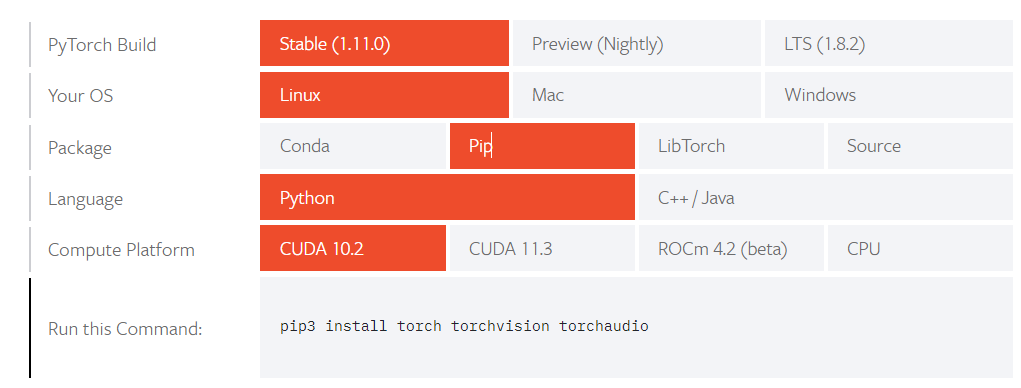 PyTorch Build Stable (1.11.0) Preview (Nightly) LTS (1.8.2)
Your OS Linux Mac Windows
Package Conda Pip LibTorch Source
Language Python C++ / Java
Compute Platform CUDA 10.2 CUDA 11.3 ROCm 4.2 (beta) CPU
Run this Command: pip3 install torch torchvision torchaudio